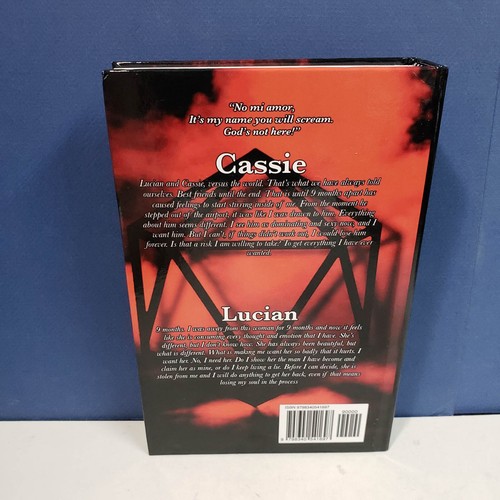 “No mi amor,
It's my name you will scream.
God's not here!”
Cassie
Lucian and Cassie, versus the world. That's what we have always told
ourselves. Best friends until the end. That is until 9 months apart has
caused feelings to start stirring inside of me. From the moment he
stepped out of the airport, it was like I was drawn to him. Everything
about him seems different. I see him as dominating and sexy now, and I
want him. But I can't, if things didn't work out, I would lose him
forever. Is that a risk I am willing to take? To get everything I have ever
wanted.
Lucian
9 months. I was away from this woman for 9 months and now it feels
like she is consuming every thought and emotion that I have. She's
different, but I don't know how. She has always been beautiful, but
what is different. What is making me want her so badly that it hurts. I
want her. No, I need her. Do I show her the man I have become and
claim her as mine, or do I keep living a lie. Before I can decide, she is
stolen from me and I will do anything to get her back, even if that means
losing my soul in the process
90000